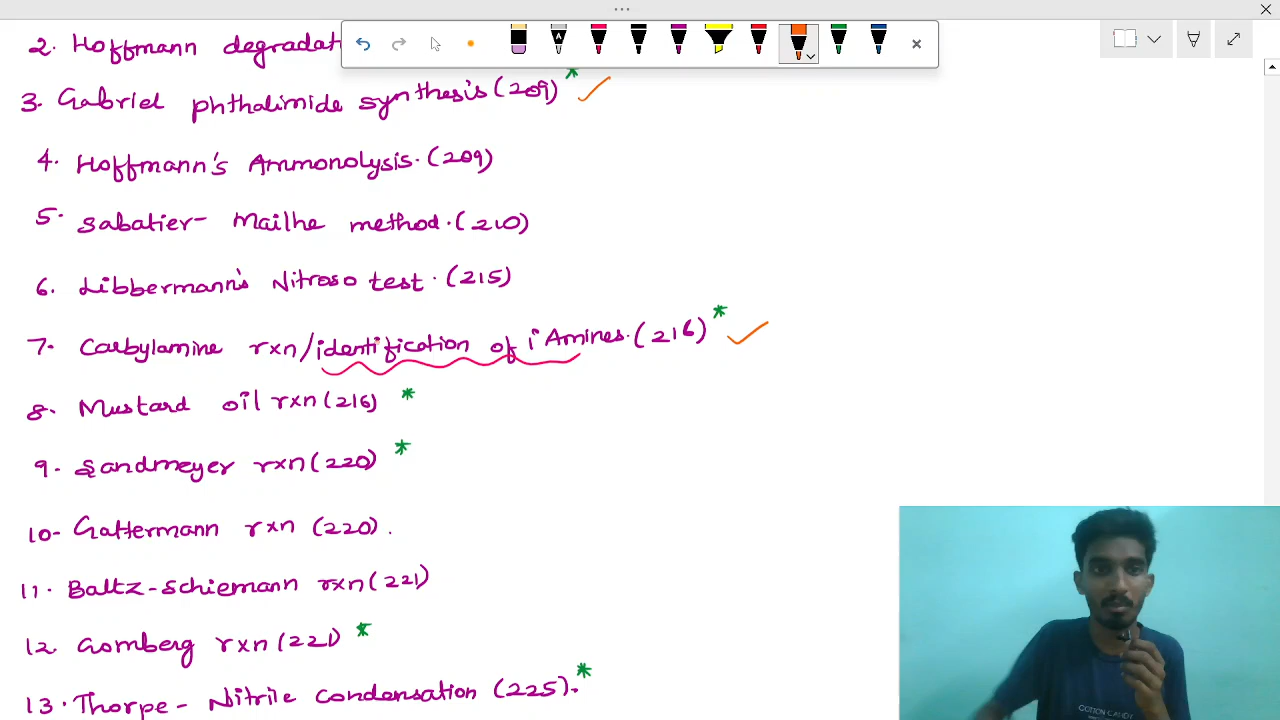 2. Hoffmann degradat
3. Gabriel phthalimide synthesis (209) *
4. Hoffmann's Ammonolysis. (209)
5. Sabatier- Mailhe method. (210)
6. Libbermann's Nitroso test. (215)
7. Carbylamine rxn/identification of i Amines. (216) *
8. Mustard oil rxn (216) *
9. Sandmeyer rxn (220) *
10- Gattermann rxn (220).
11. Baltz-Schiemann rxn (221)
12. Gomberg rxn (221) *
13. Thorpe - Nitrile condensation (225). *
COTTON CANDY